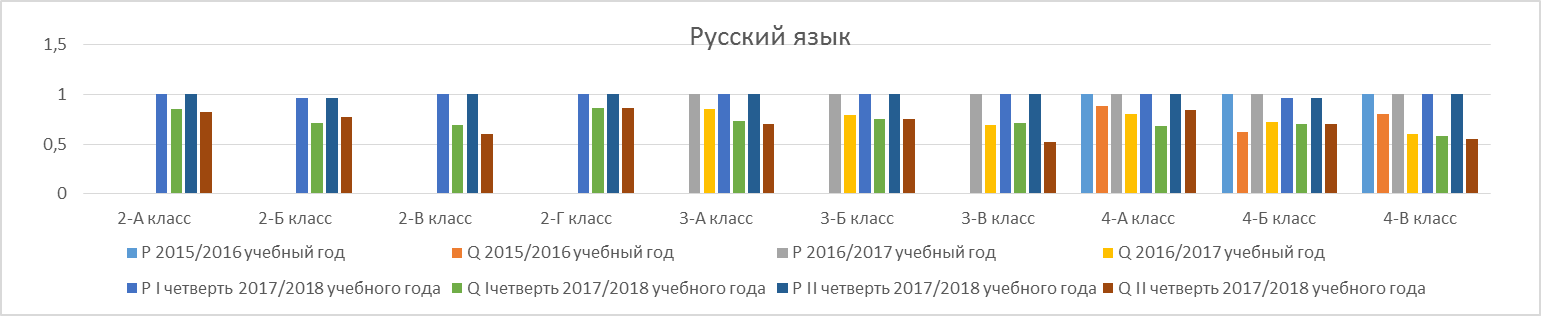 Русский язык
1,5
1
0,5
0
2-А класс 2-Б класс 2-В класс 2-Г класс 3-А класс 3-Б класс 3-В класс 4-А класс 4-Б класс 4-В класс
P 2015/2016 учебный год Q 2015/2016 учебный год P 2016/2017 учебный год Q 2016/2017 учебный год
P I четверть 2017/2018 учебного года Q Iчетверть 2017/2018 учебного года P II четверть 2017/2018 учебного года Q II четверть 2017/2018 учебного года